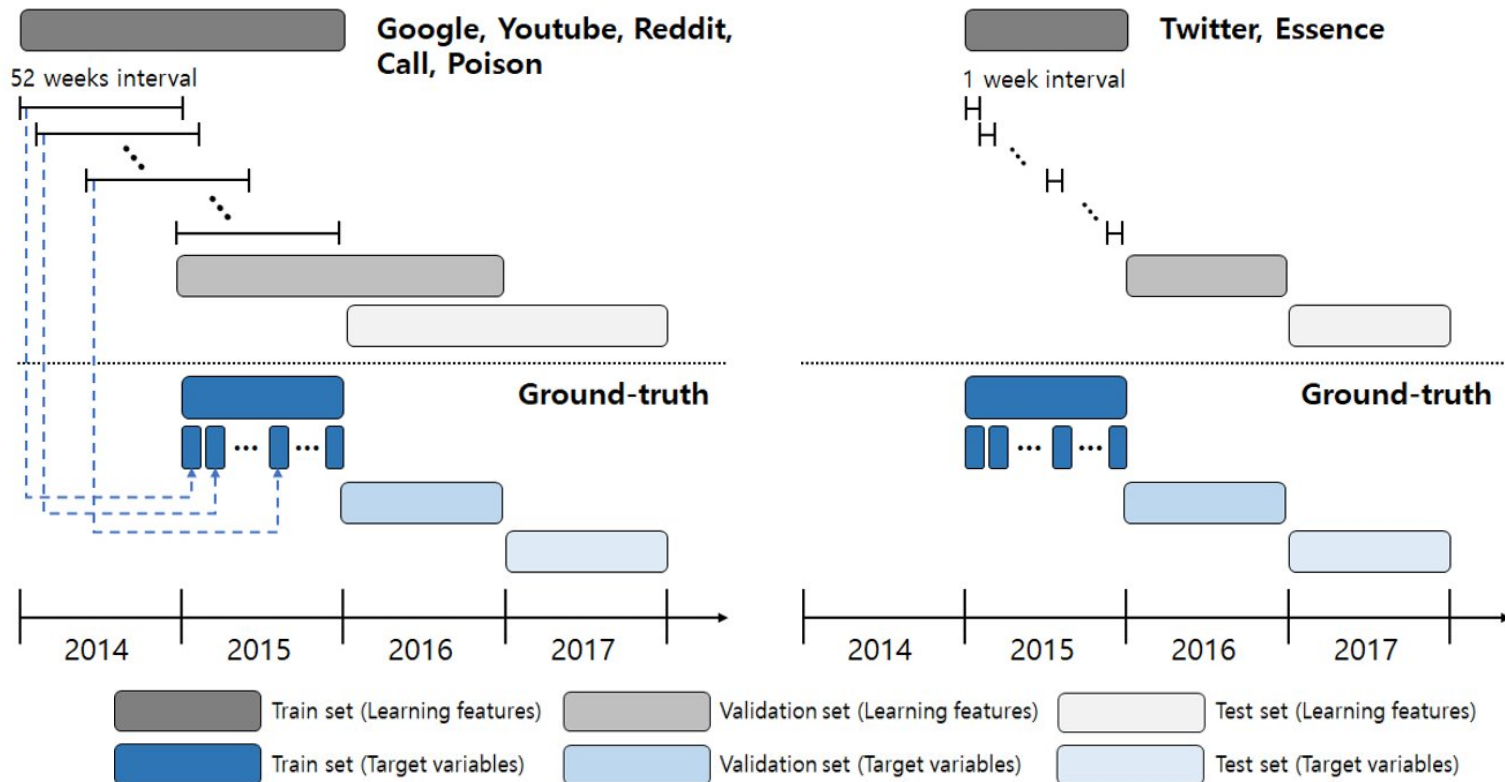 Google, Youtube, Reddit,
Call, Poison
52 weeks interval
Ground-truth
2014 2015 2016 2017
Twitter, Essence
1 week interval
Ground-truth
2014 2015 2016 2017
Train set (Learning features)
Validation set (Learning features)
Test set (Learning features)
Train set (Target variables)
Validation set (Target variables)
Test set (Target variables)